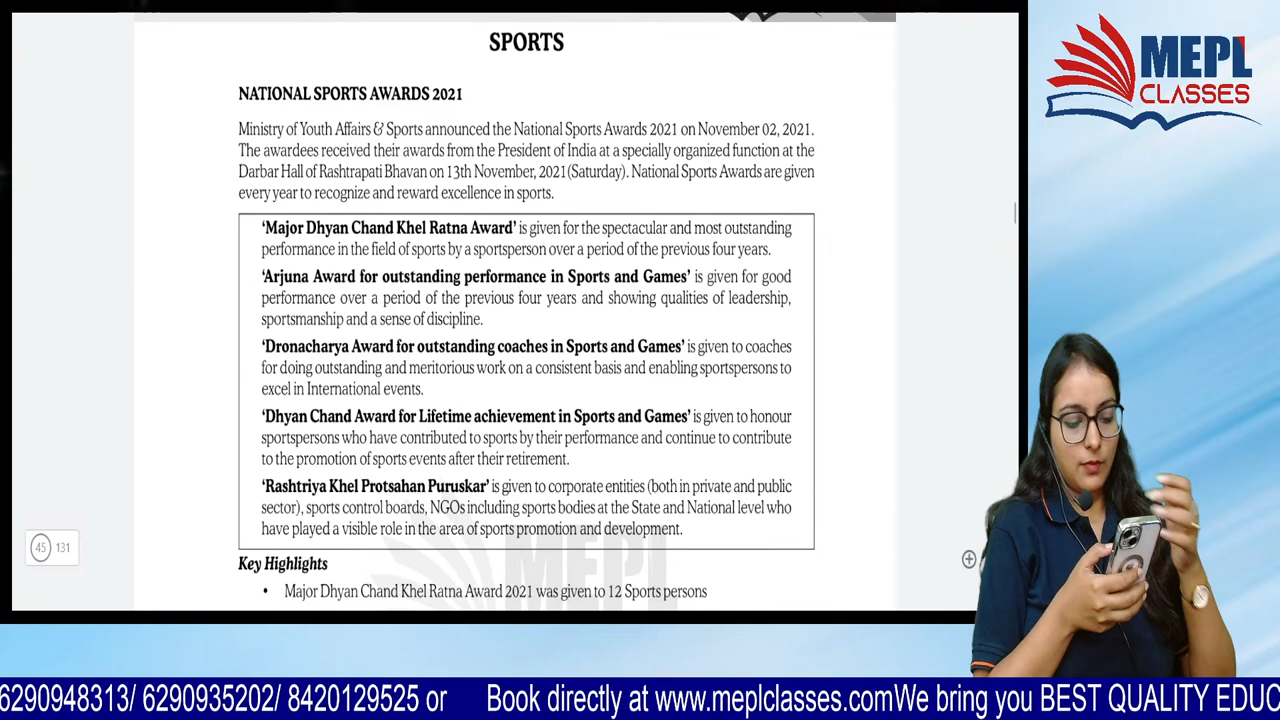 SPORTS
NATIONAL SPORTS AWARDS 2021
Ministry of Youth Affairs & Sports announced the National Sports Awards 2021 on November 02, 2021.
The awardees received their awards from the President of India at a specially organized function at the
Darbar Hall of Rashtrapati Bhavan on 13th November, 2021(Saturday). National Sports Awards are given
every year to recognize and reward excellence in sports.
‘Major Dhyan Chand Khel Ratna Award’ is given for the spectacular and most outstanding
performance in the field of sports by a sportsperson over a period of the previous four years.
‘Arjuna Award for outstanding performance in Sports and Games’ is given for good
performance over a period of the previous four years and showing qualities of leadership,
sportsmanship and a sense of discipline.
‘Dronacharya Award for outstanding coaches in Sports and Games’ is given to coaches
for doing outstanding and meritorious work on a consistent basis and enabling sportspersons to
excel in International events.
‘Dhyan Chand Award for Lifetime achievement in Sports and Games’ is given to honour
sportspersons who have contributed to sports by their performance and continue to contribute
to the promotion of sports events after their retirement.
‘Rashtriya Khel Protsahan Puruskar’ is given to corporate entities (both in private and public
sector), sports control boards, NGOs including sports bodies at the State and National level who
have played a visible role in the area of sports promotion and development.
Key Highlights
• Major Dhyan Chand Khel Ratna Award 2021 was given to 12 Sports persons
MEPL
45 131
MEPL
CLASSES
6290948313/ 6290935202/ 8420129525 or Book directly at www.meplclasses.comWe bring you BEST QUALITY EDUC